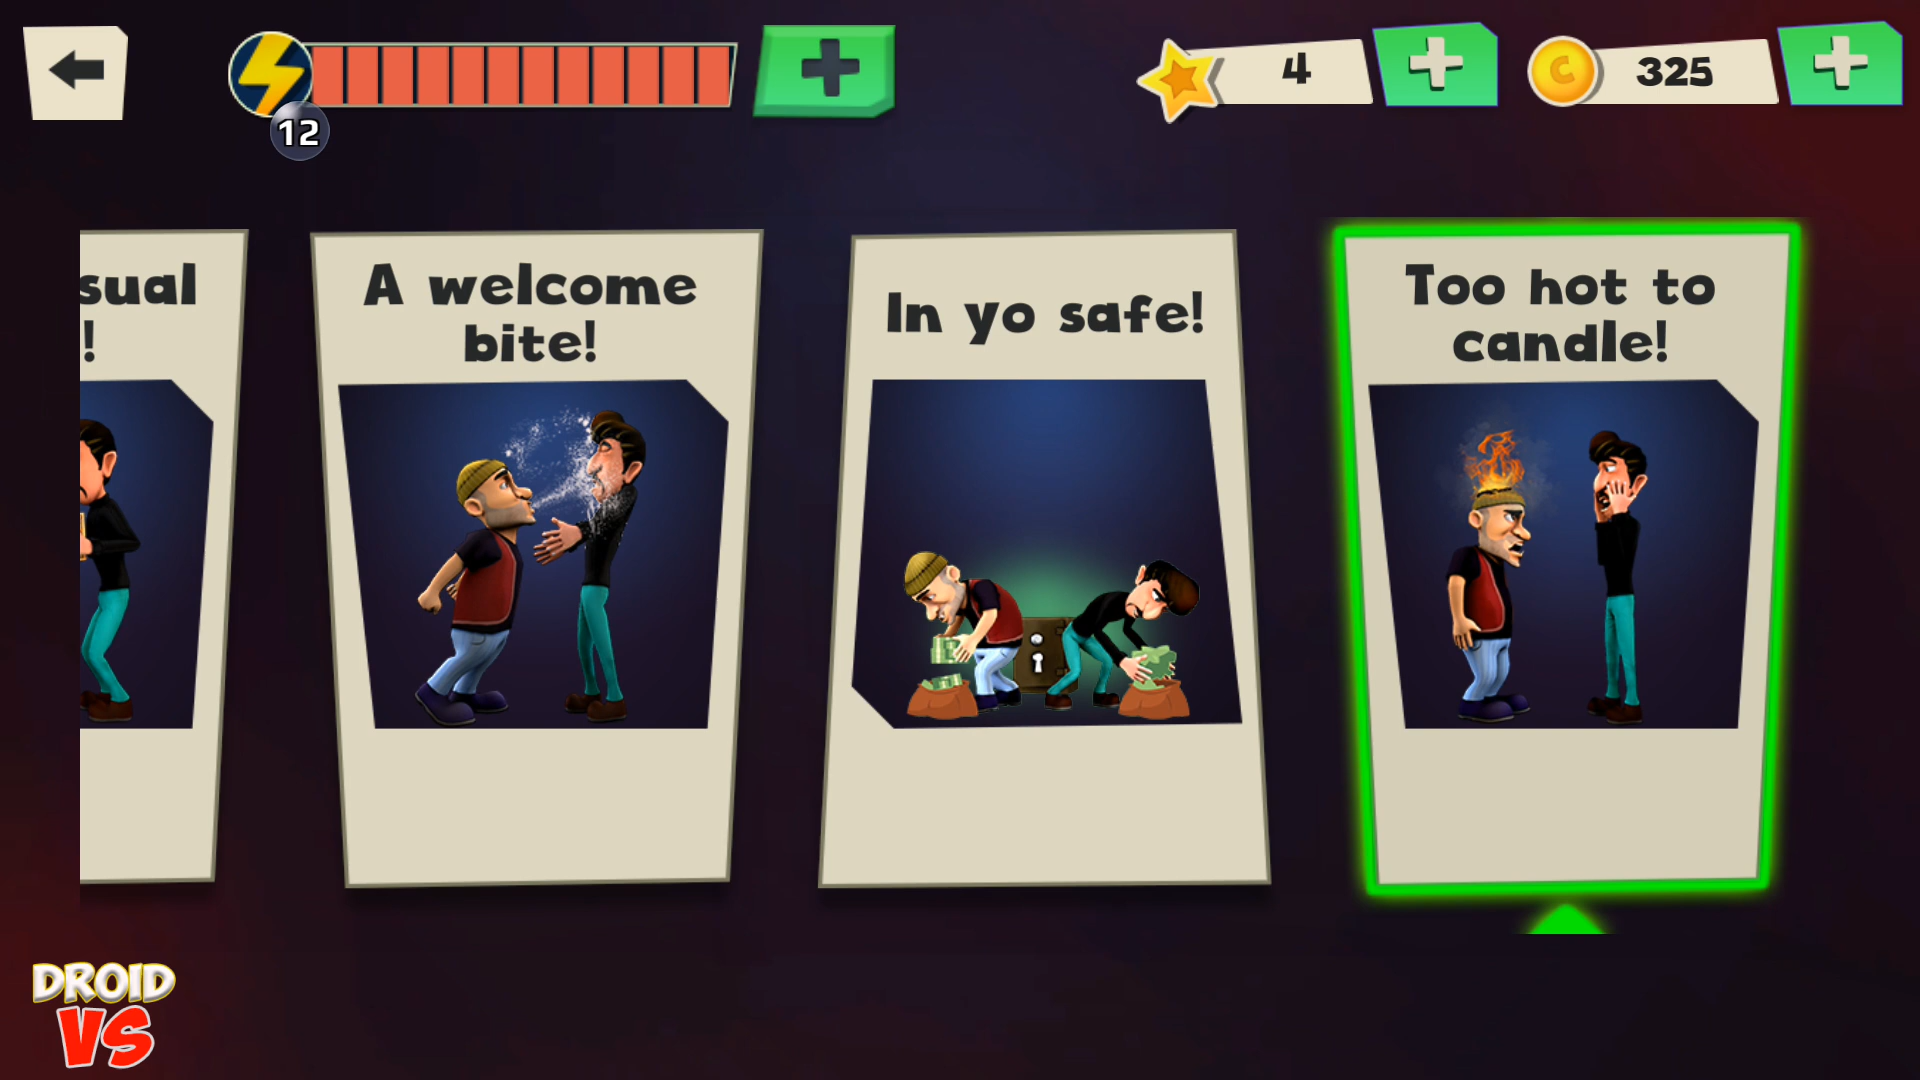 12
4
325
sual
!
A welcome
bite!
In yo safe!
Too hot to
candle!
DROID
VS